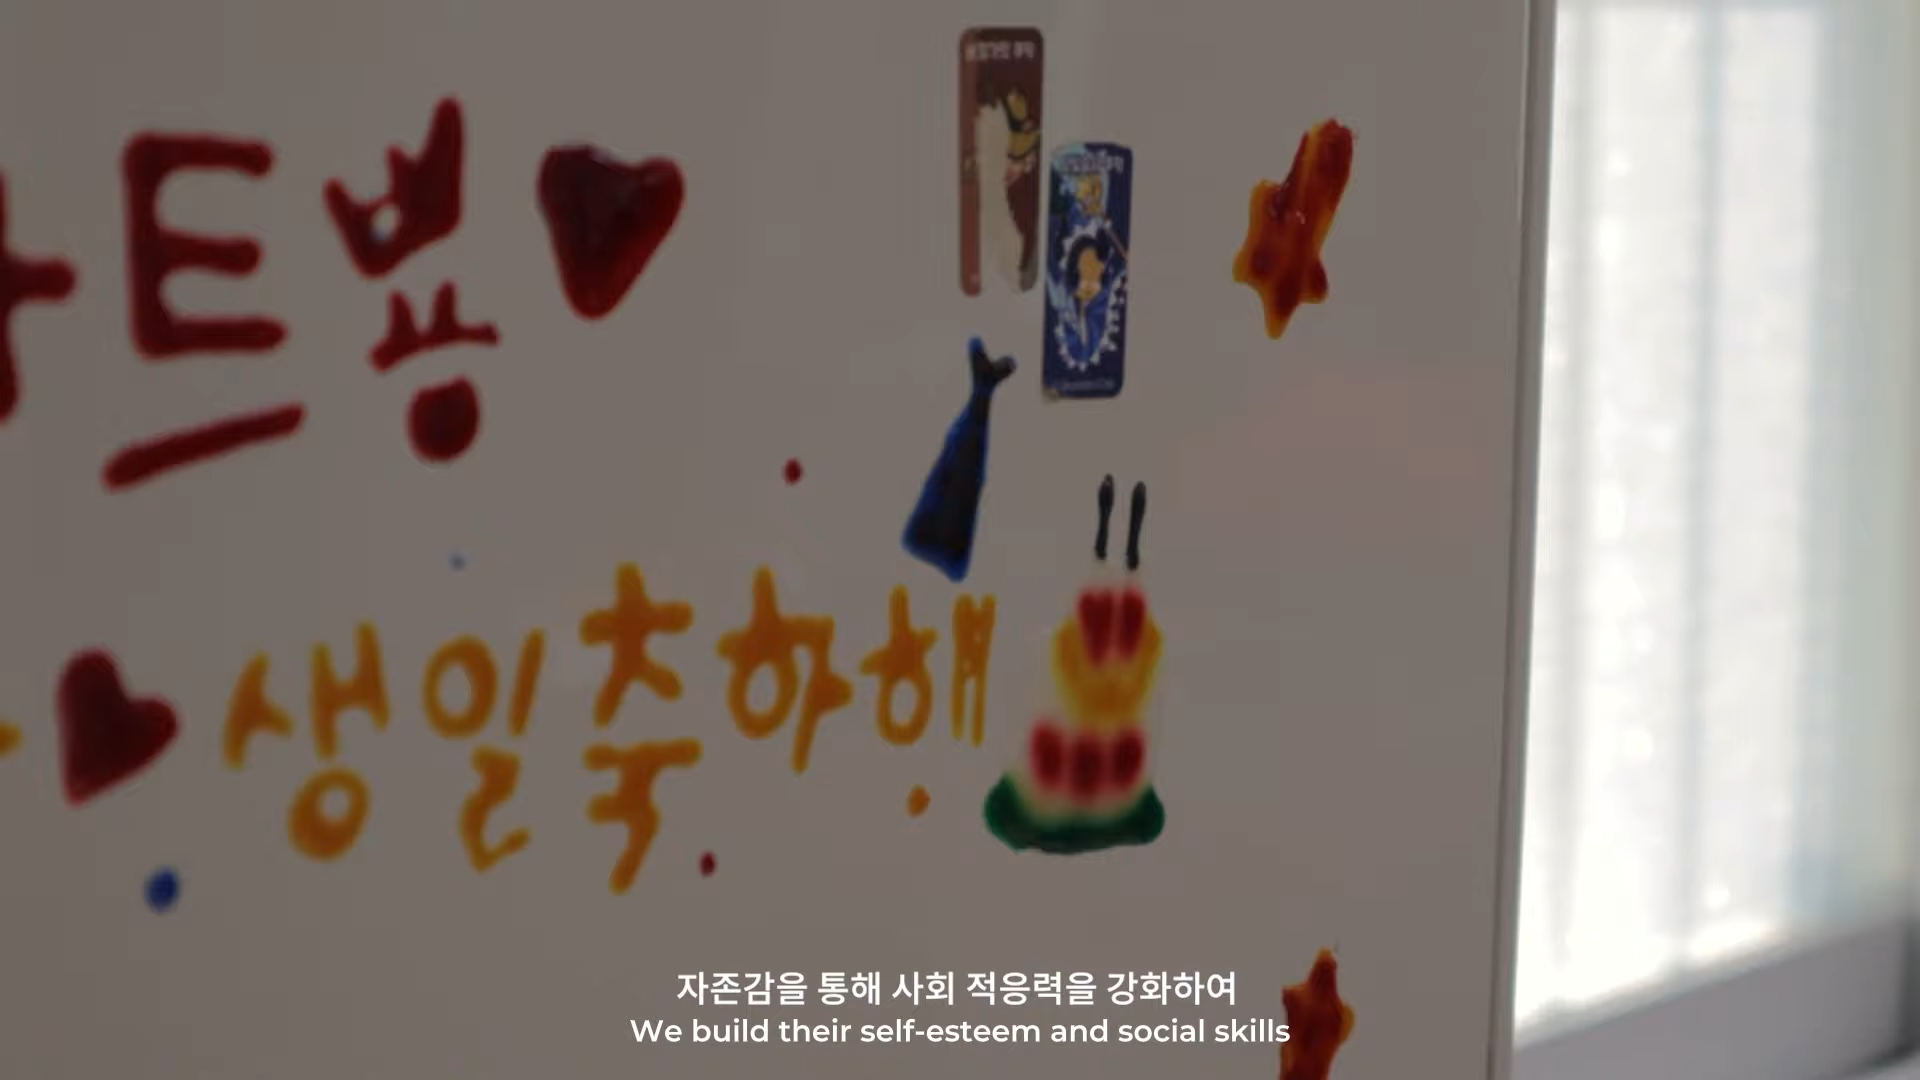 트봉♥
♥생일축하해
자존감을 통해 사회 적응력을 강화하여
We build their self-esteem and social skills